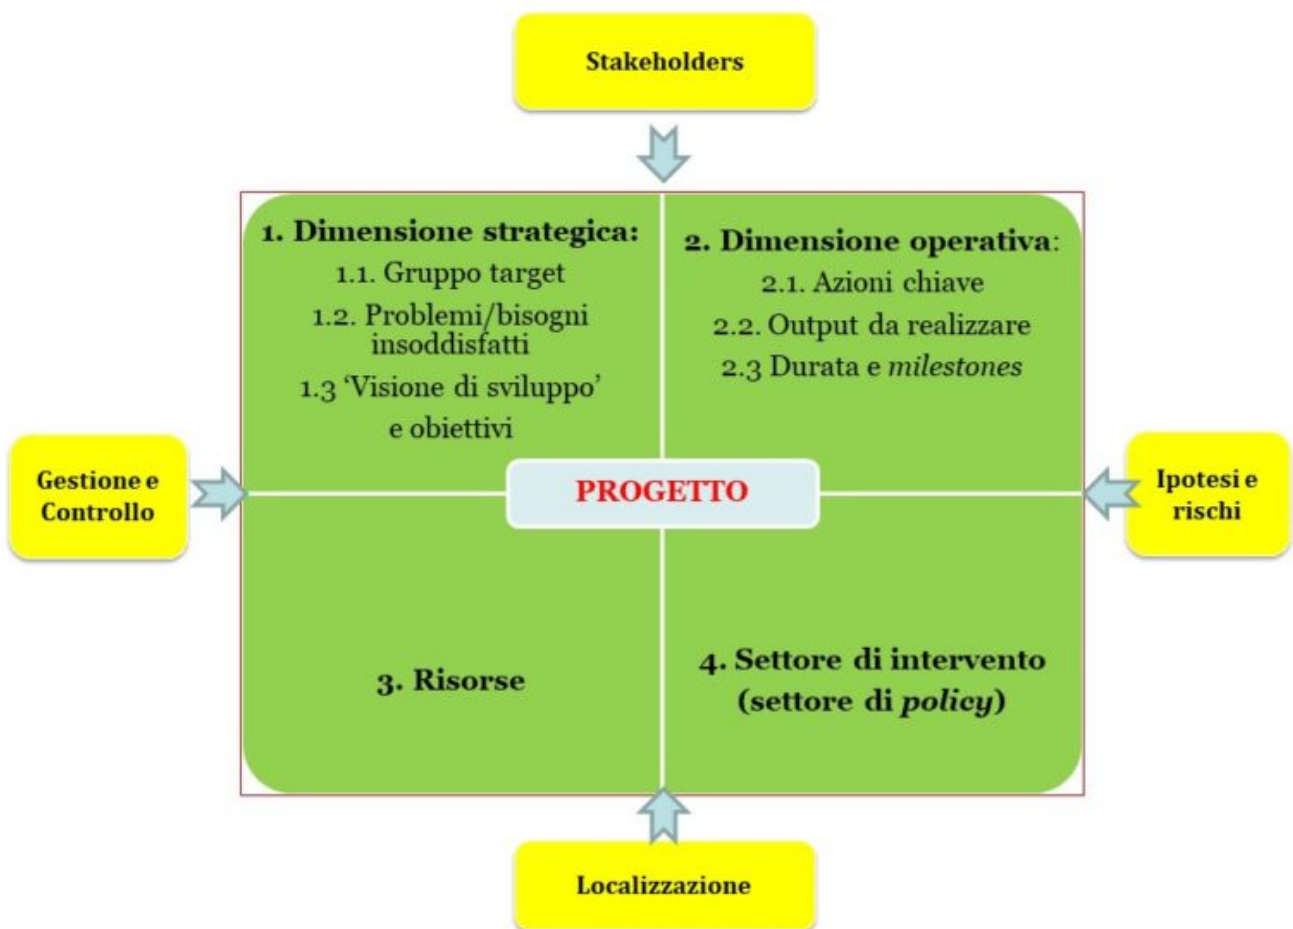 Stakeholders
1. Dimensione strategica:
1.1. Gruppo target
1.2. Problemi/bisogni
insoddisfatti
1.3 ‘Visione di sviluppo’
e obiettivi
2. Dimensione operativa:
2.1. Azioni chiave
2.2. Output da realizzare
2.3 Durata e milestones
Gestione e
Controllo
PROGETTO
Ipotesi e
rischi
3. Risorse
4. Settore di intervento
(settore di policy)
Localizzazione